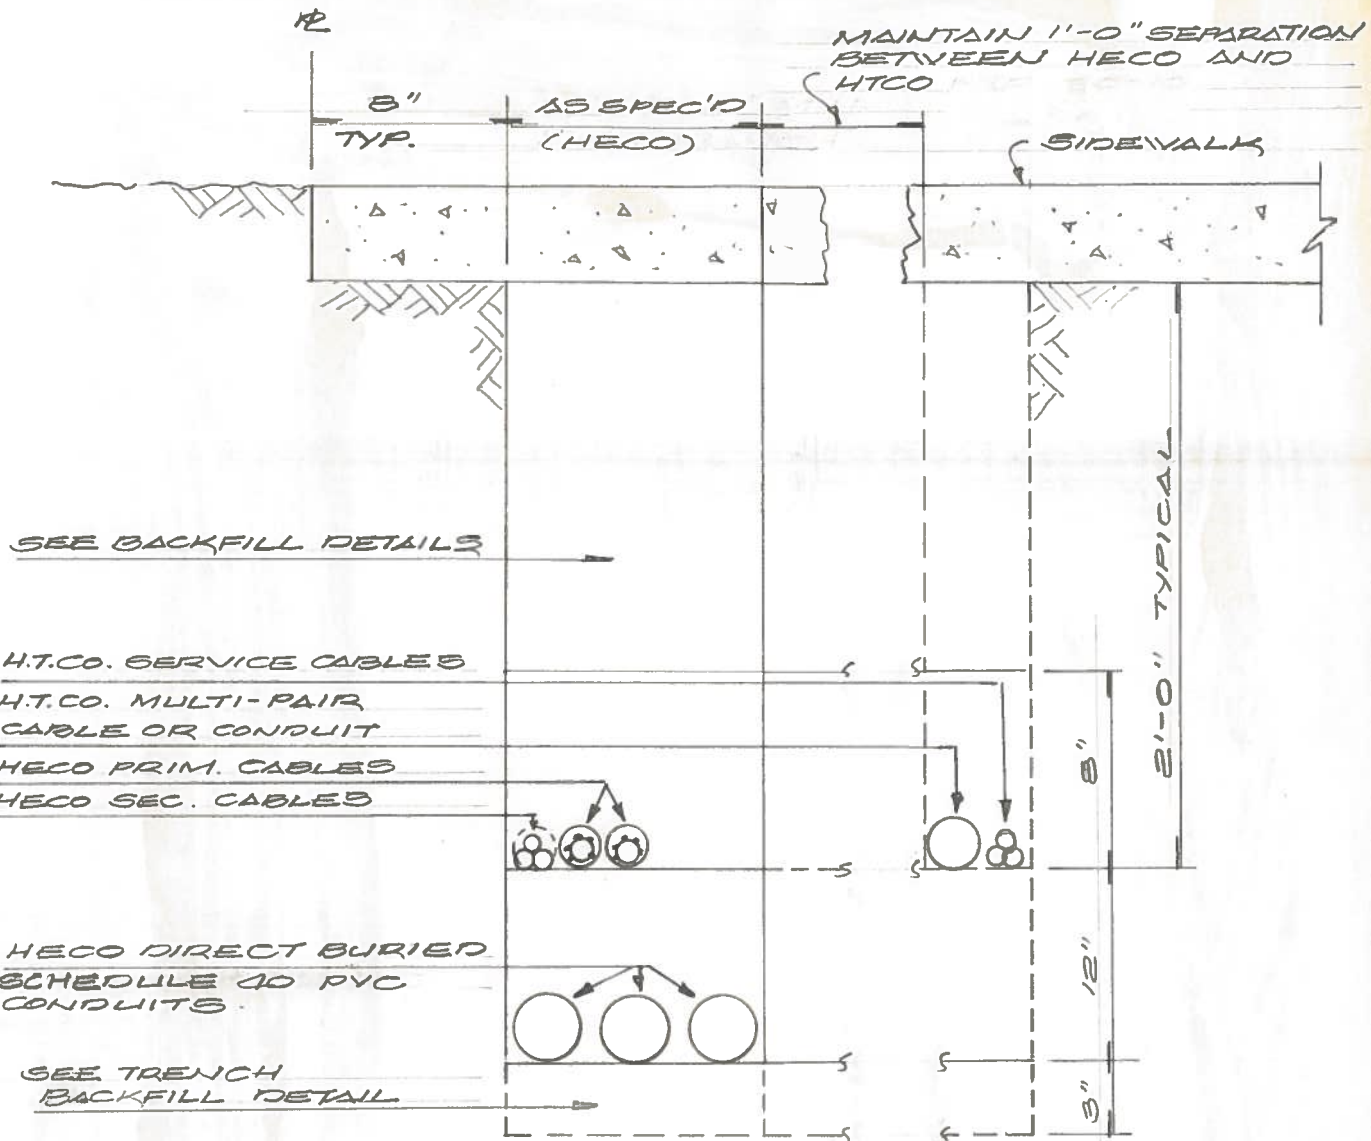 PL
MAINTAIN 1'-0" SEPARATION
BETWEEN HECO AND
HTCO
8"
TYP.
AS SPEC'D
(HECO)
SIDEWALK
SEE BACKFILL DETAILS
2'-0" TYPICAL
H.T.CO. SERVICE CABLES
H.T.CO. MULTI-PAIR
CABLE OR CONDUIT
HECO PRIM. CABLES
HECO SEC. CABLES
8"
HECO DIRECT BURIED
SCHEDULE 40 PVC
CONDUITS.
12"
SEE TRENCH
BACKFILL DETAIL
3"